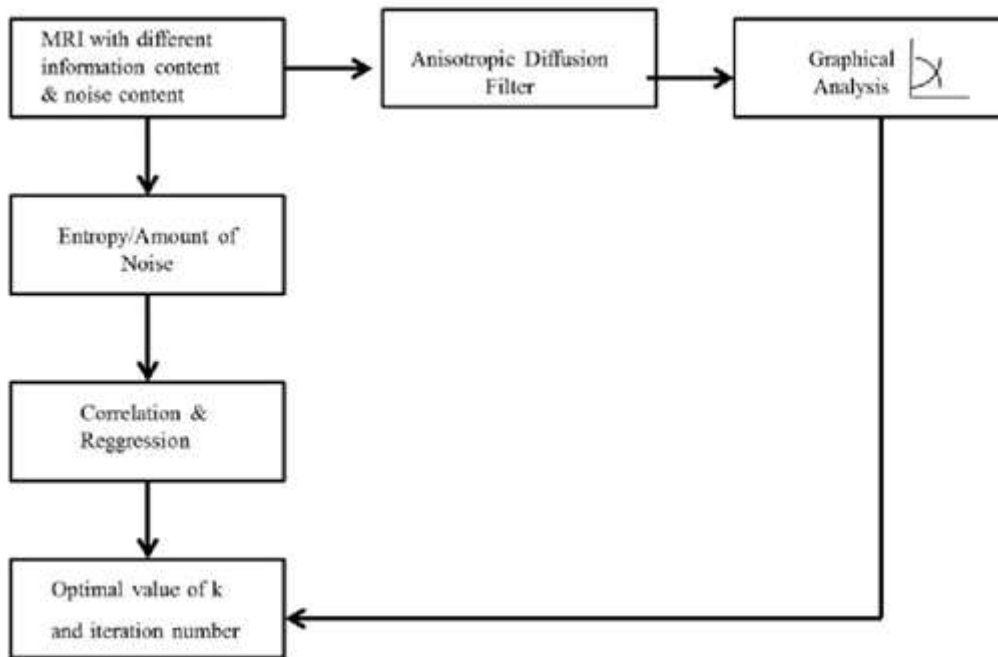 MRI with different
information content
& noise content
Anisotropic Diffusion
Filter
Graphical
Analysis
Entropy/Amount of
Noise
Correlation &
Reggression
Optimal value of k
and iteration number